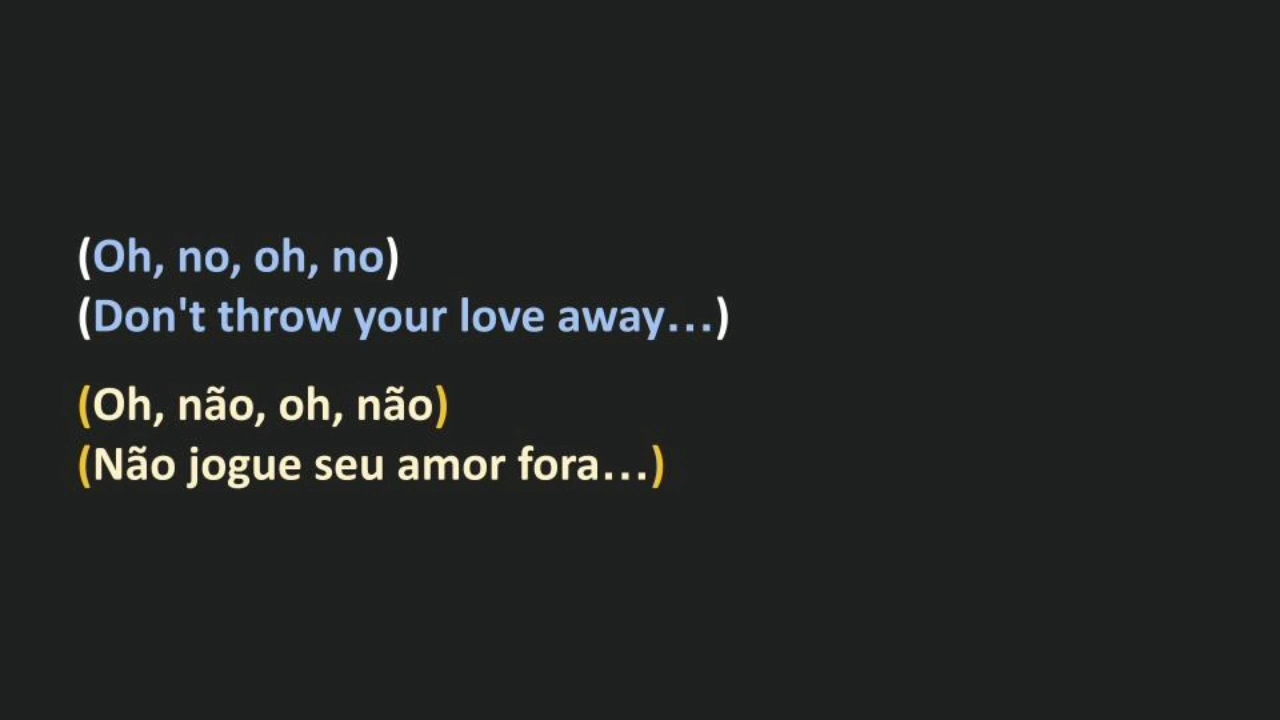 (Oh, no, oh, no)
(Don't throw your love away...)
(Oh, não, oh, não)
(Não jogue seu amor fora...)